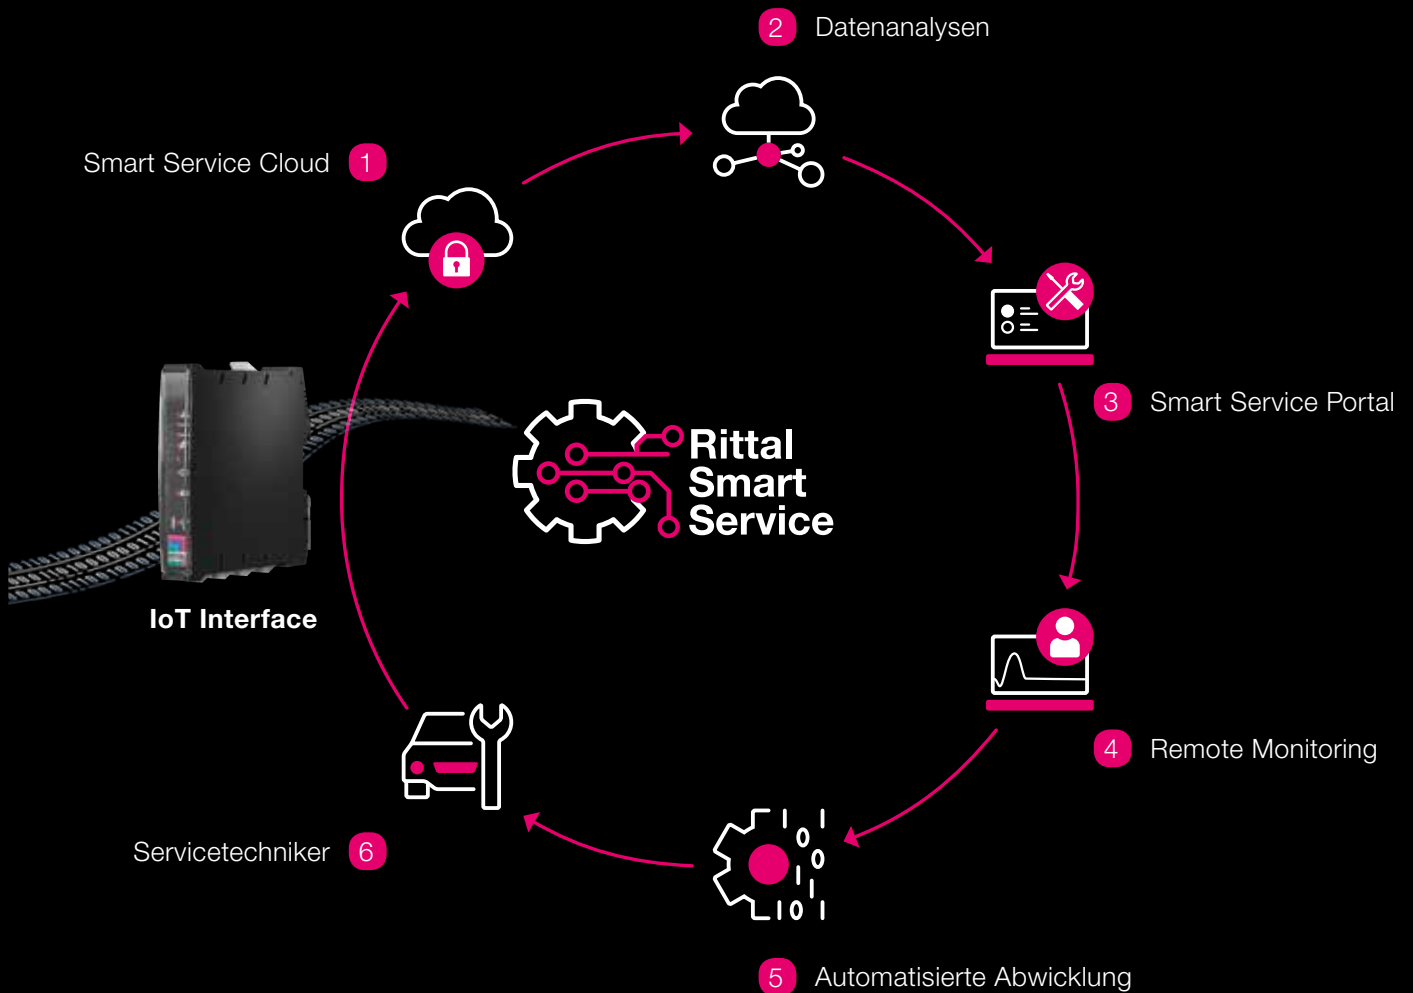 2 Datenanalysen
Smart Service Cloud 1
3 Smart Service Portal
Rittal
Smart
Service
IoT Interface
4 Remote Monitoring
Servicetechniker 6
5 Automatisierte Abwicklung